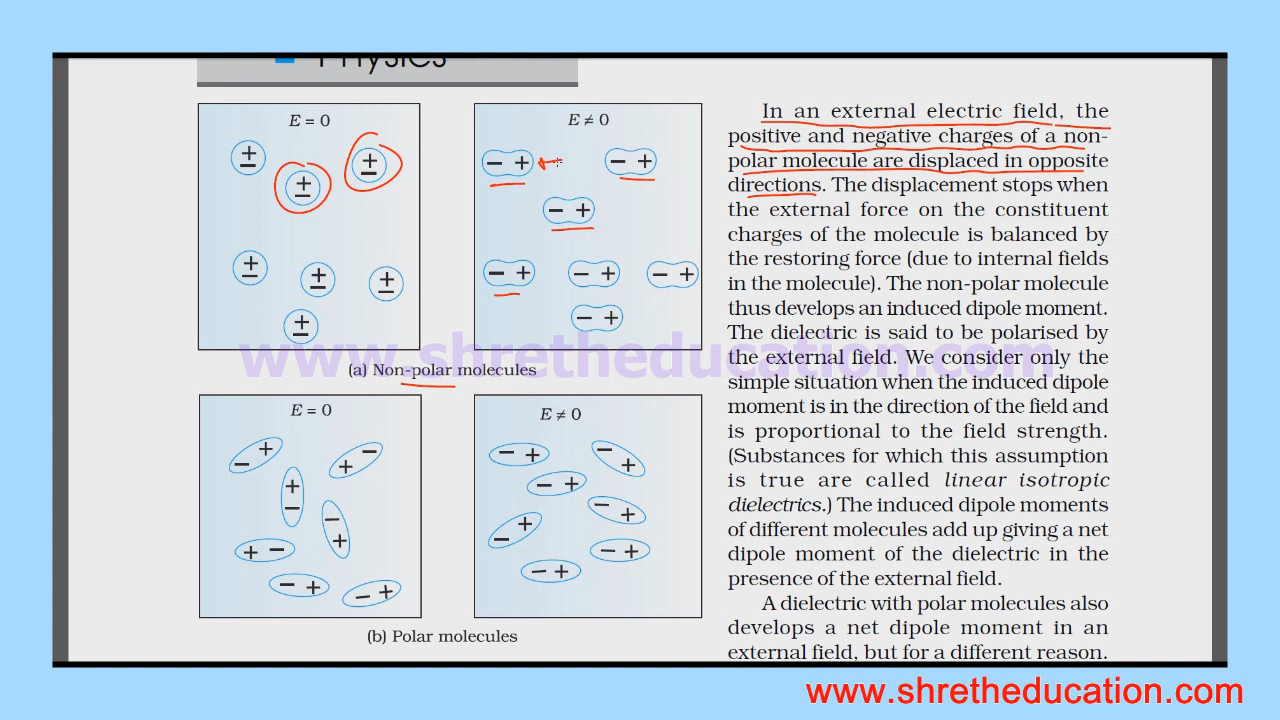 Physics
E = 0
E ≠ 0
(a) Non-polar molecules
E = 0
E ≠ 0
(b) Polar molecules
In an external electric field, the
positive and negative charges of a non-
polar molecule are displaced in opposite
directions. The displacement stops when
the external force on the constituent
charges of the molecule is balanced by
the restoring force (due to internal fields
in the molecule). The non-polar molecule
thus develops an induced dipole moment.
The dielectric is said to be polarised by
the external field. We consider only the
simple situation when the induced dipole
moment is in the direction of the field and
is proportional to the field strength.
(Substances for which this assumption
is true are called linear isotropic
dielectrics.) The induced dipole moments
of different molecules add up giving a net
dipole moment of the dielectric in the
presence of the external field.
A dielectric with polar molecules also
develops a net dipole moment in an
external field, but for a different reason.
www.shretheducation.com
www.shretheducation.com